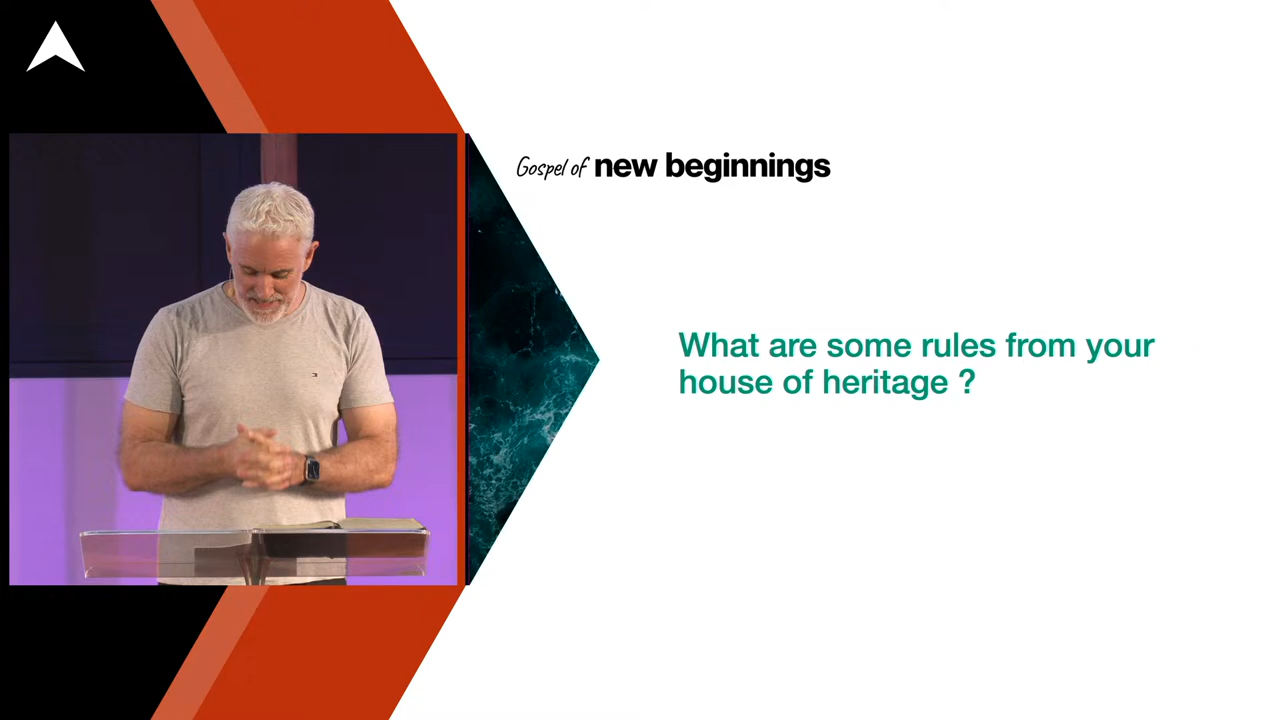 Gospel of new beginnings
What are some rules from your
house of heritage ?